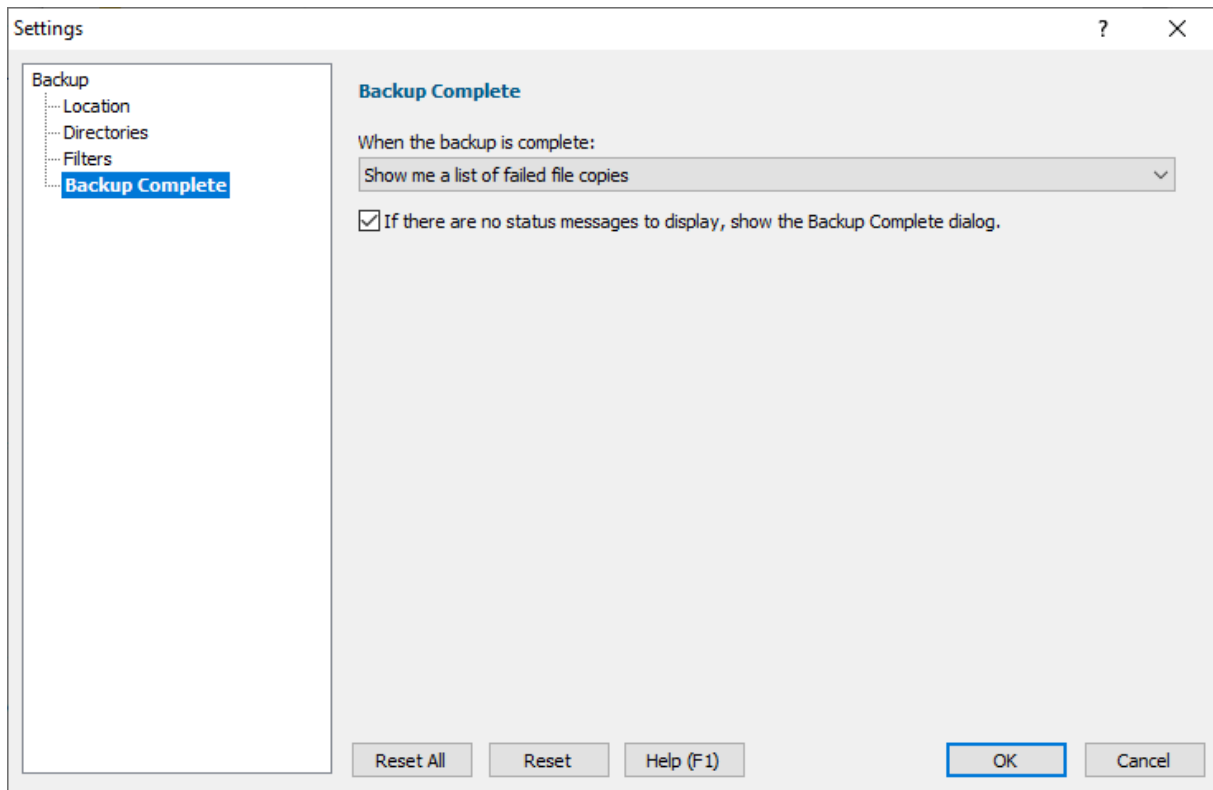 Settings
?
Backup
Location
Directories
Filters
Backup Complete
Backup Complete
When the backup is complete:
Show me a list of failed file copies
If there are no status messages to display, show the Backup Complete dialog.
Reset All
Reset
Help (F1)
OK
Cancel